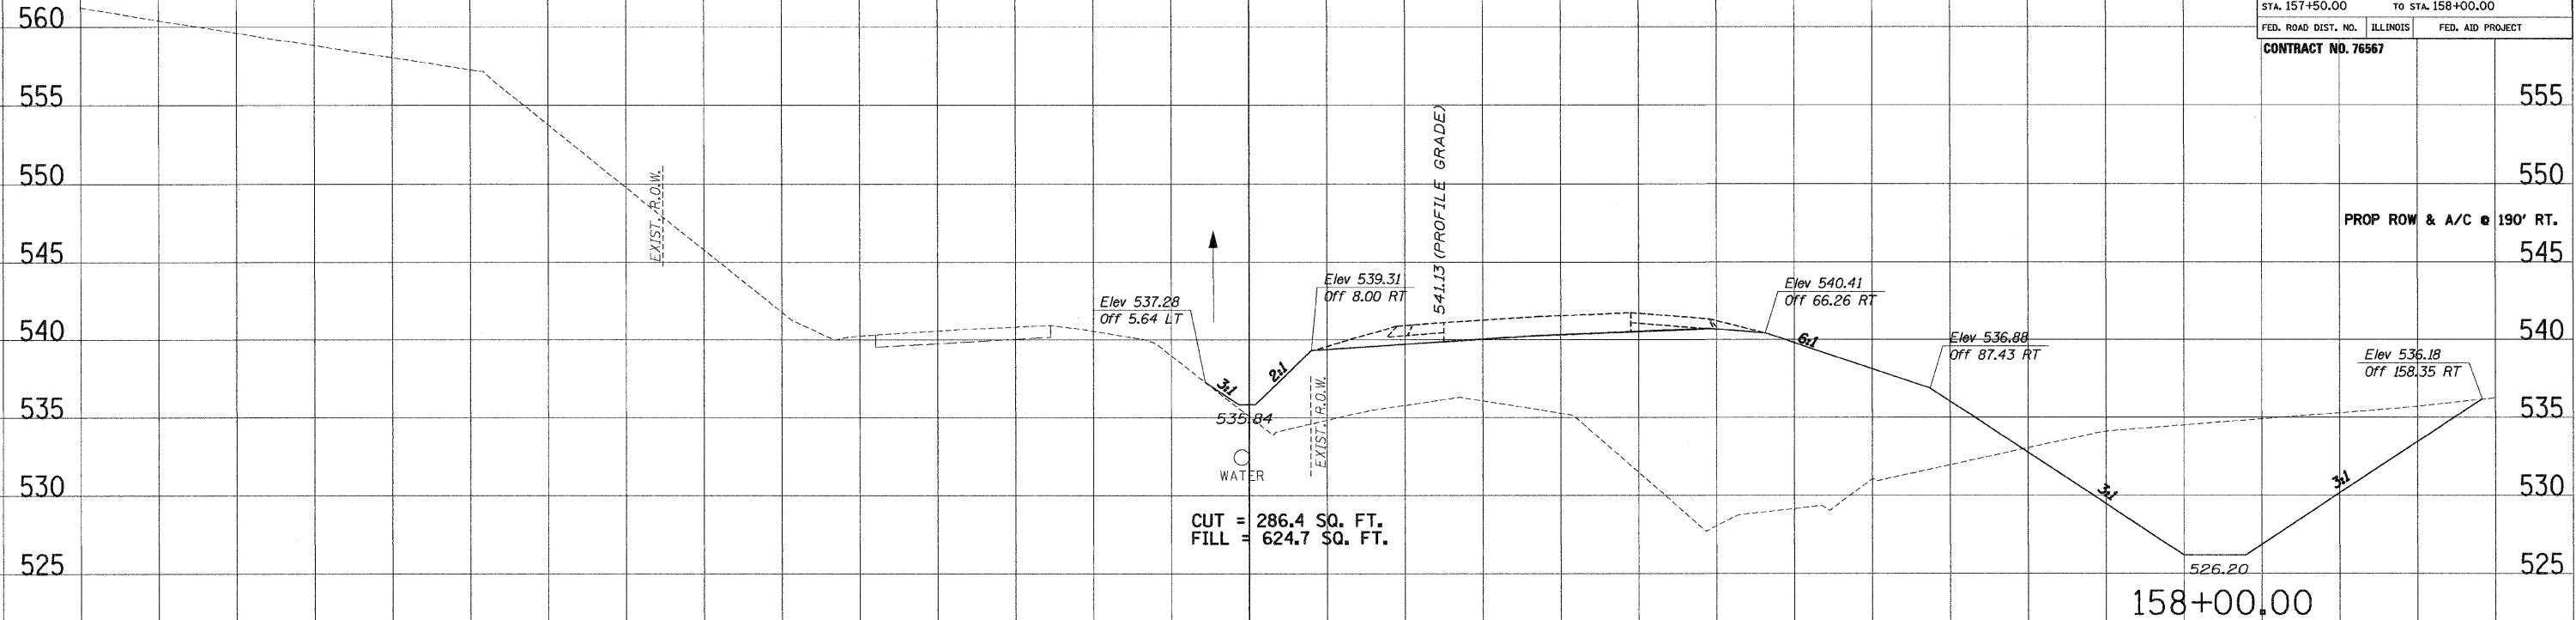 STA. 157+50.00 TO STA. 158+00.00
FED. ROAD DIST. NO. ILLINOIS FED. AID PROJECT
CONTRACT NO. 76567
560
555 555
550 550
EXIST. R.O.W.
541.13 (PROFILE GRADE)
PROP ROW & A/C @ 190' RT.
545 545
Elev 537.28
Off 5.64 LT
Elev 539.31
Off 8.00 RT
Elev 540.41
Off 66.26 RT
540 540
3:1
2:1
6:1
Elev 536.88
Off 87.43 RT
Elev 536.18
Off 158.35 RT
535 535
535.84
EXIST. R.O.W.
WATER
530 530
3:1
3:1
CUT = 286.4 SQ. FT.
FILL = 624.7 SQ. FT.
525 525
526.20
158+00.00